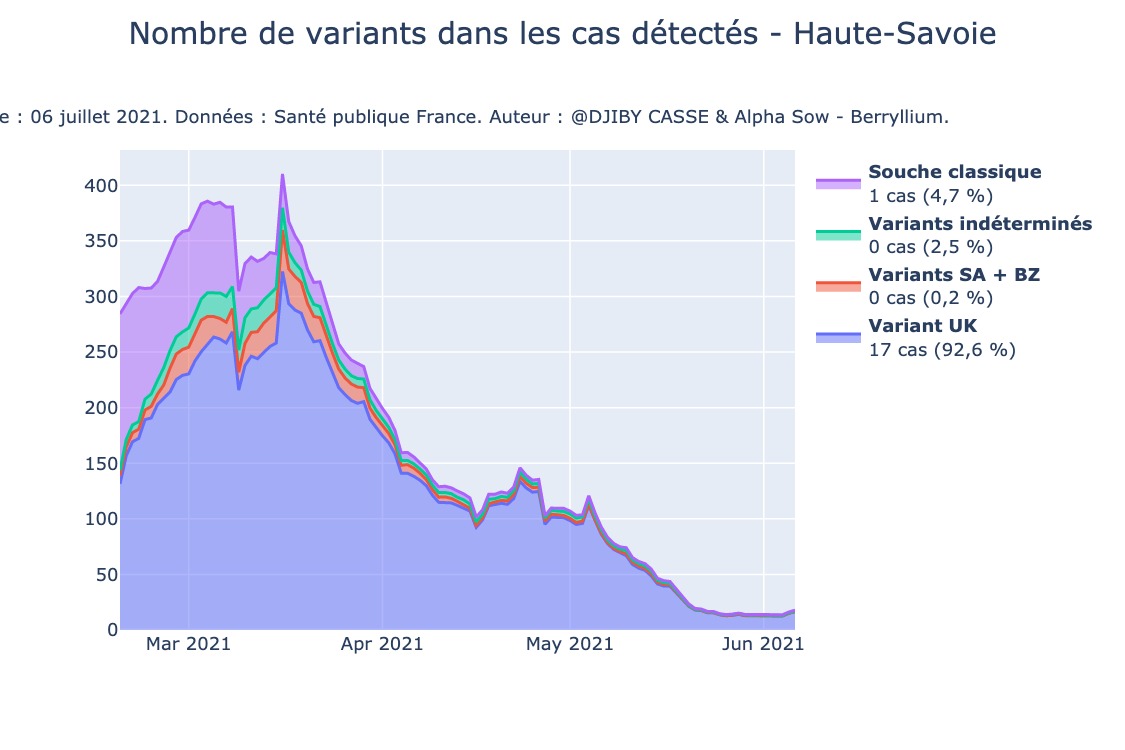 Nombre de variants dans les cas détectés - Haute-Savoie
e : 06 juillet 2021. Données : Santé publique France. Auteur : @DJIBY CASSE & Alpha Sow - Berryllium.
400
350
300
250
200
150
100
50
0
Mar 2021
Apr 2021
May 2021
Jun 2021
Souche classique
1 cas (4,7 %)
Variants indéterminés
0 cas (2,5 %)
Variants SA + BZ
0 cas (0,2 %)
Variant UK
17 cas (92,6 %)